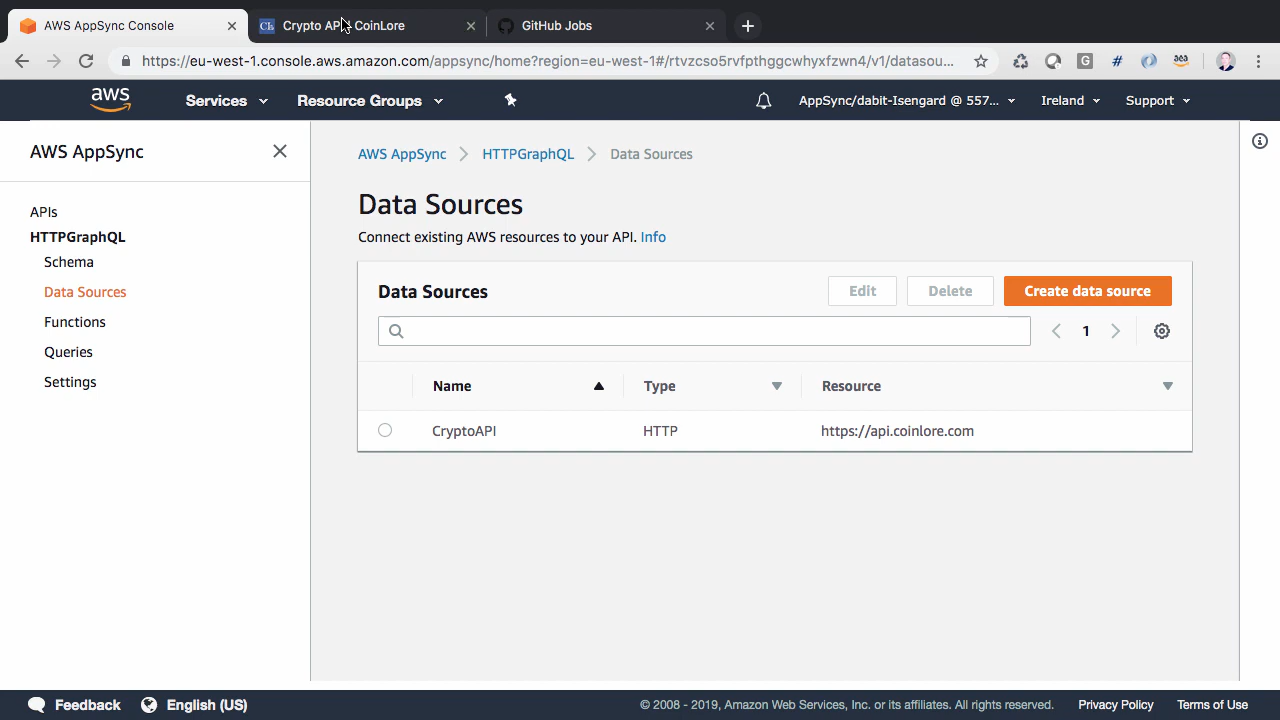 AWS AppSync Console
Crypto API CoinLore
GitHub Jobs
https://eu-west-1.console.aws.amazon.com/appsync/home?region=eu-west-1#/rtvzcso5rvfpthggcwhyxfzwn4/v1/datasou...
aws
Services
Resource Groups
AppSync/dabit-Isengard @ 557...
Ireland
Support
AWS AppSync
APIs
HTTPGraphQL
Schema
Data Sources
Functions
Queries
Settings
AWS AppSync > HTTPGraphQL > Data Sources
Data Sources
Connect existing AWS resources to your API. Info
Data Sources
Edit
Delete
Create data source
1
Name Type Resource
CryptoAPI HTTP https://api.coinlore.com
Feedback
English (US)
© 2008 - 2019, Amazon Web Services, Inc. or its affiliates. All rights reserved.
Privacy Policy
Terms of Use